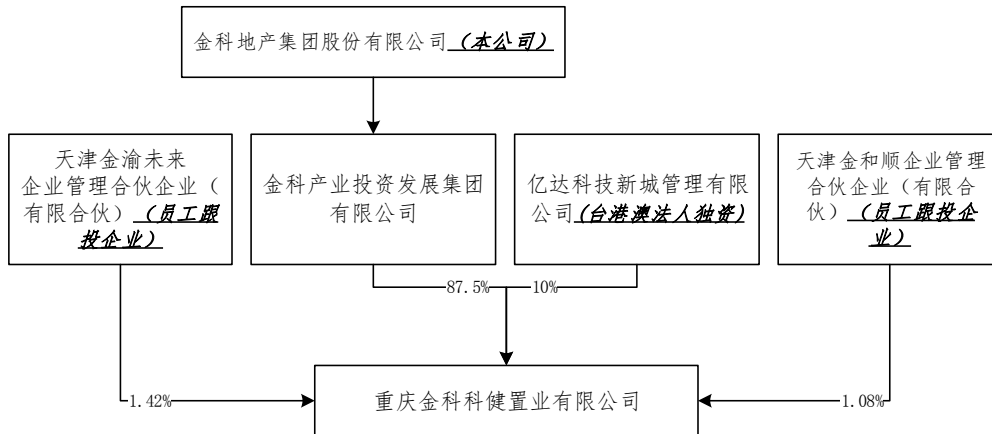 金科地产集团股份有限公司（本公司）
天津金渝未来
企业管理合伙企业（
有限合伙）（员工跟
投企业）
金科产业投资发展集团
有限公司
亿达科技新城管理有限
公司(台港澳法人独资)
天津金和顺企业管理
合伙企业（有限合
伙）（员工跟投企
业）
87.5%
10%
1.42%
重庆金科科健置业有限公司
1.08%